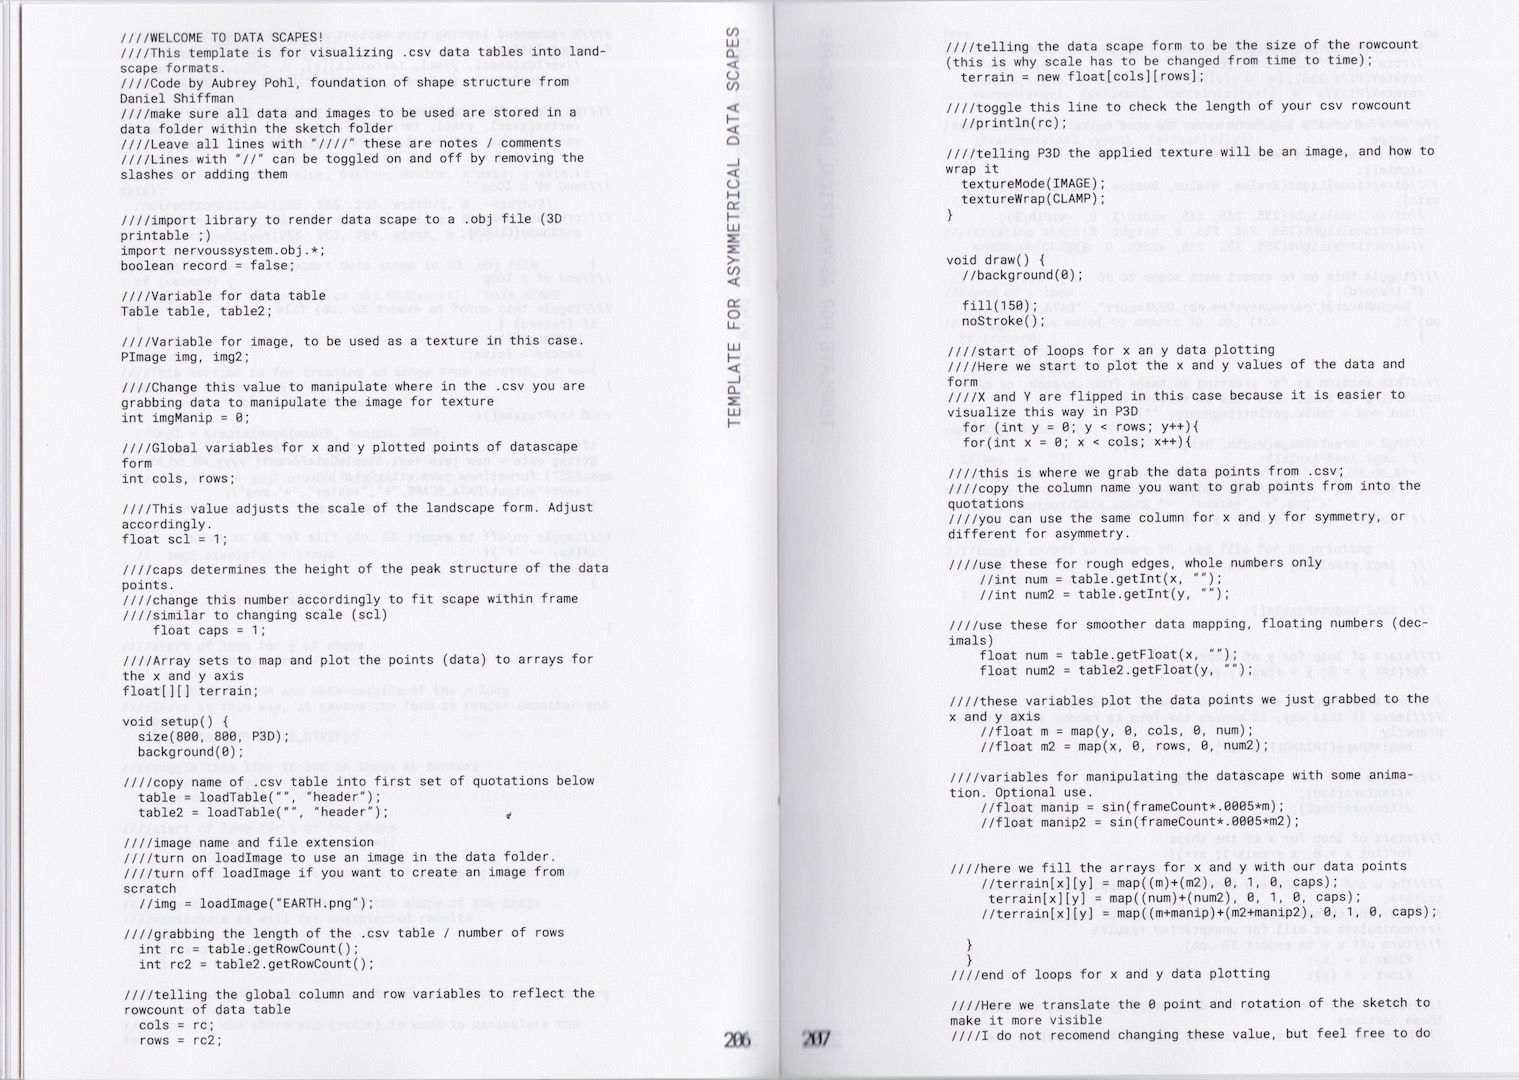 ////WELCOME TO DATA SCAPES!
////This template is for visualizing .csv data tables into land-
scape formats.
////Code by Aubrey Pohl, foundation of shape structure from
Daniel Shiffman
////make sure all data and images to be used are stored in a
data folder within the sketch folder
////Leave all lines with "////" these are notes / comments
////Lines with "//" can be toggled on and off by removing the
slashes or adding them
////import library to render data scape to a .obj file (3D
printable ;)
import nervoussystem.obj.*;
boolean record = false;
////Variable for data table
Table table, table2;
////Variable for image, to be used as a texture in this case.
PImage img, img2;
////Change this value to manipulate where in the .csv you are
grabbing data to manipulate the image for texture
int imgManip = 0;
////Global variables for x and y plotted points of datascape
form
int cols, rows;
////This value adjusts the scale of the landscape form. Adjust
accordingly.
float scl = 1;
////caps determines the height of the peak structure of the data
points.
////change this number accordingly to fit scape within frame
////similar to changing scale (scl)
float caps = 1;
////Array sets to map and plot the points (data) to arrays for
the x and y axis
float[][] terrain;
void setup() {
size(800, 800, P3D);
background(0);
////copy name of .csv table into first set of quotations below
table = loadTable("", "header");
table2 = loadTable("", "header");
////image name and file extension
////turn on loadImage to use an image in the data folder.
////turn off loadImage if you want to create an image from
scratch
//img = loadImage("EARTH.png");
////grabbing the length of the .csv table / number of rows
int rc = table.getRowCount();
int rc2 = table2.getRowCount();
////telling the global column and row variables to reflect the
rowcount of data table
cols = rc;
rows = rc2;
TEMPLATE FOR ASYMMETRICAL DATA SCAPES
206
////telling the data scape form to be the size of the rowcount
(this is why scale has to be changed from time to time);
terrain = new float[cols][rows];
////toggle this line to check the length of your csv rowcount
//println(rc);
////telling P3D the applied texture will be an image, and how to
wrap it
textureMode(IMAGE);
textureWrap(CLAMP);
}
void draw() {
//background(0);
fill(150);
noStroke();
////start of loops for x an y data plotting
////Here we start to plot the x and y values of the data and
form
////X and Y are flipped in this case because it is easier to
visualize this way in P3D
for (int y = 0; y < rows; y++){
for(int x = 0; x < cols; x++){
////this is where we grab the data points from .csv;
////copy the column name you want to grab points from into the
quotations
////you can use the same column for x and y for symmetry, or
different for asymmetry.
////use these for rough edges, whole numbers only
//int num = table.getInt(x, "");
//int num2 = table.getInt(y, "");
////use these for smoother data mapping, floating numbers (dec-
imals)
float num = table.getFloat(x, "");
float num2 = table2.getFloat(y, "");
////these variables plot the data points we just grabbed to the
x and y axis
//float m = map(y, 0, cols, 0, num);
//float m2 = map(x, 0, rows, 0, num2);
////variables for manipulating the datascape with some anima-
tion. Optional use.
//float manip = sin(frameCount*.0005*m);
//float manip2 = sin(frameCount*.0005*m2);
////here we fill the arrays for x and y with our data points
//terrain[x][y] = map((m)+(m2), 0, 1, 0, caps);
terrain[x][y] = map((num)+(num2), 0, 1, 0, caps);
//terrain[x][y] = map((m+manip)+(m2+manip2), 0, 1, 0, caps);
}
}
////end of loops for x and y data plotting
////Here we translate the 0 point and rotation of the sketch to
make it more visible
////I do not recomend changing these value, but feel free to do
207